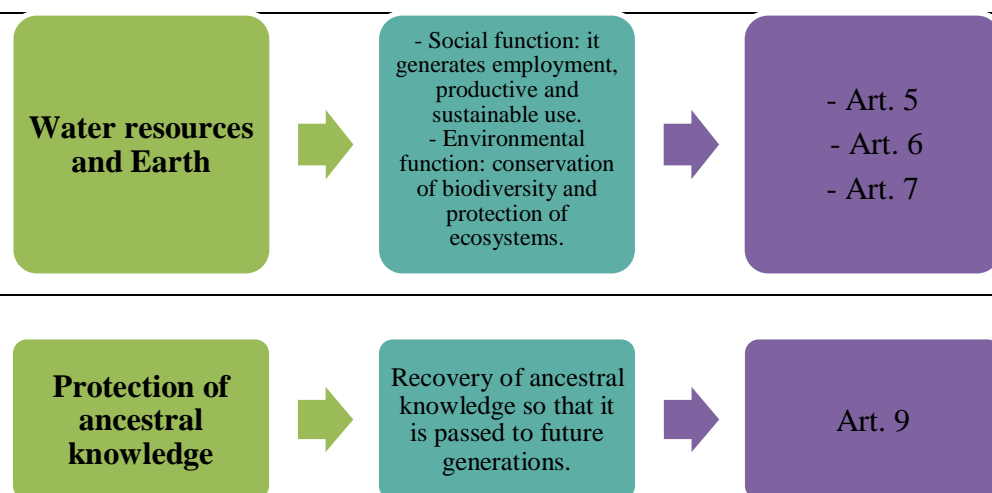 Water resources
and Earth
- Social function: it
generates employment,
productive and
sustainable use.
- Environmental
function: conservation
of biodiversity and
protection of
ecosystems.
- Art. 5
- Art. 6
- Art. 7
Protection of
ancestral
knowledge
Recovery of ancestral
knowledge so that it
is passed to future
generations.
Art. 9